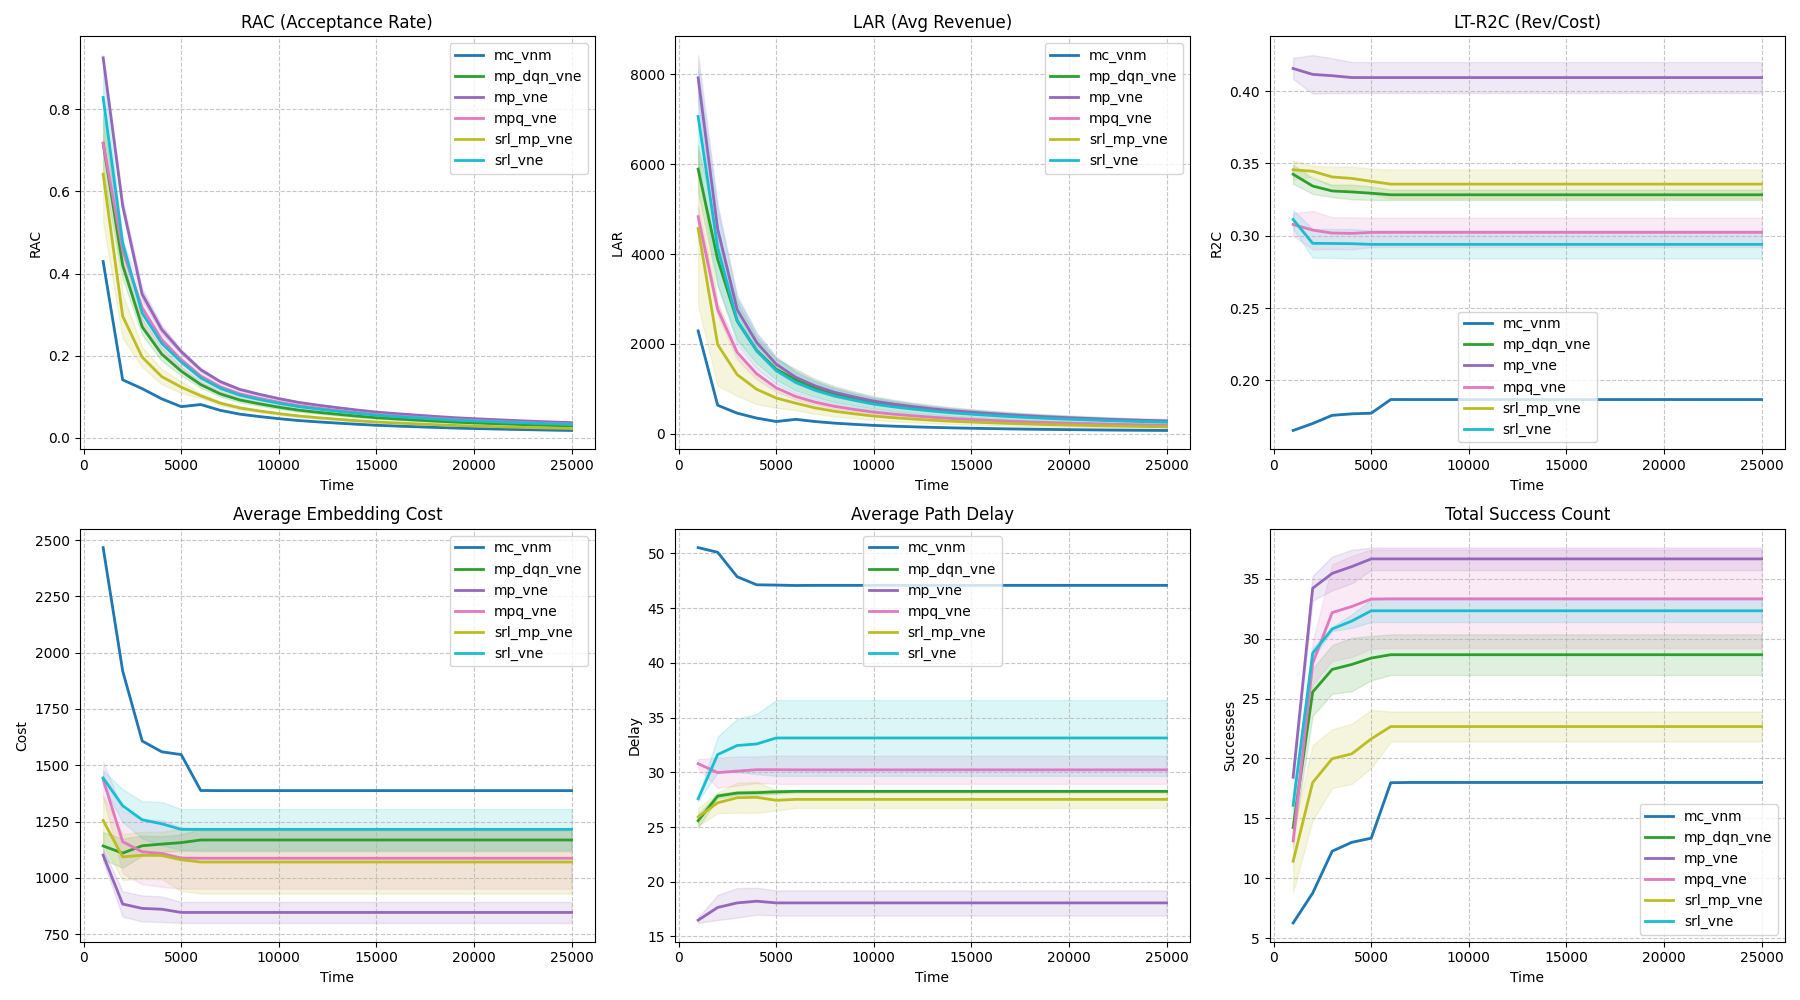 RAC (Acceptance Rate)
RAC
0.8
0.6
0.4
0.2
0.0
mc_vnm
mp_dqn_vne
mp_vne
mpq_vne
srl_mp_vne
srl_vne
0 5000 10000 15000 20000 25000
Time
LAR (Avg Revenue)
LAR
8000
6000
4000
2000
0
mc_vnm
mp_dqn_vne
mp_vne
mpq_vne
srl_mp_vne
srl_vne
0 5000 10000 15000 20000 25000
Time
LT-R2C (Rev/Cost)
R2C
0.40
0.35
0.30
0.25
0.20
mc_vnm
mp_dqn_vne
mp_vne
mpq_vne
srl_mp_vne
srl_vne
0 5000 10000 15000 20000 25000
Time
Average Embedding Cost
Cost
2500
2250
2000
1750
1500
1250
1000
750
mc_vnm
mp_dqn_vne
mp_vne
mpq_vne
srl_mp_vne
srl_vne
0 5000 10000 15000 20000 25000
Time
Average Path Delay
Delay
50
45
40
35
30
25
20
15
mc_vnm
mp_dqn_vne
mp_vne
mpq_vne
srl_mp_vne
srl_vne
0 5000 10000 15000 20000 25000
Time
Total Success Count
Successes
35
30
25
20
15
10
5
mc_vnm
mp_dqn_vne
mp_vne
mpq_vne
srl_mp_vne
srl_vne
0 5000 10000 15000 20000 25000
Time